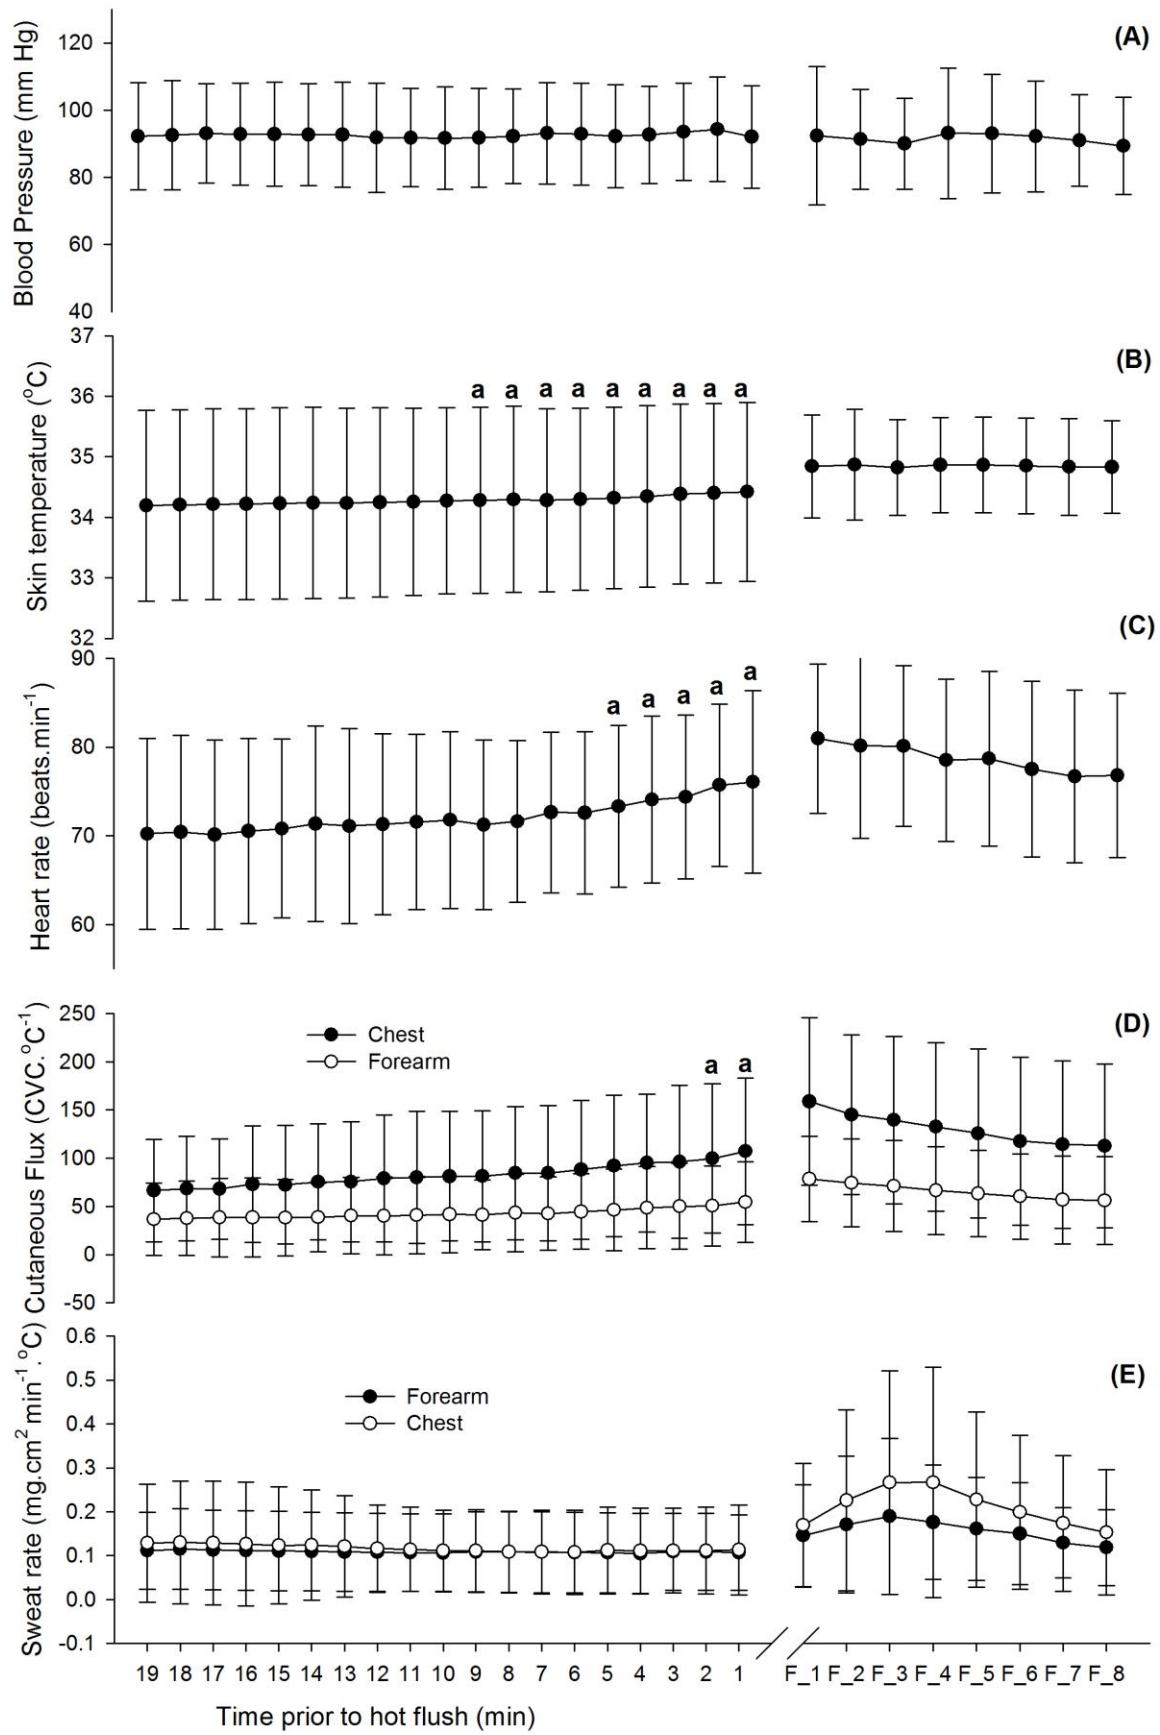 (A)
Blood Pressure (mm Hg)
120
100
80
60
40
(B)
Skin temperature (°C)
37
36
35
34
33
32
a a a a a a a a a
(C)
Heart rate (beats.min⁻¹)
90
80
70
60
a a a a a
(D)
Cutaneous Flux (CVC.°C⁻¹)
250
200
150
100
50
0
-50
Chest
Forearm
a a
(E)
Sweat rate (mg.cm² min⁻¹.°C)
0.6
0.5
0.4
0.3
0.2
0.1
0.0
-0.1
Forearm
Chest
19 18 17 16 15 14 13 12 11 10 9 8 7 6 5 4 3 2 1 F_1 F_2 F_3 F_4 F_5 F_6 F_7 F_8
Time prior to hot flush (min)